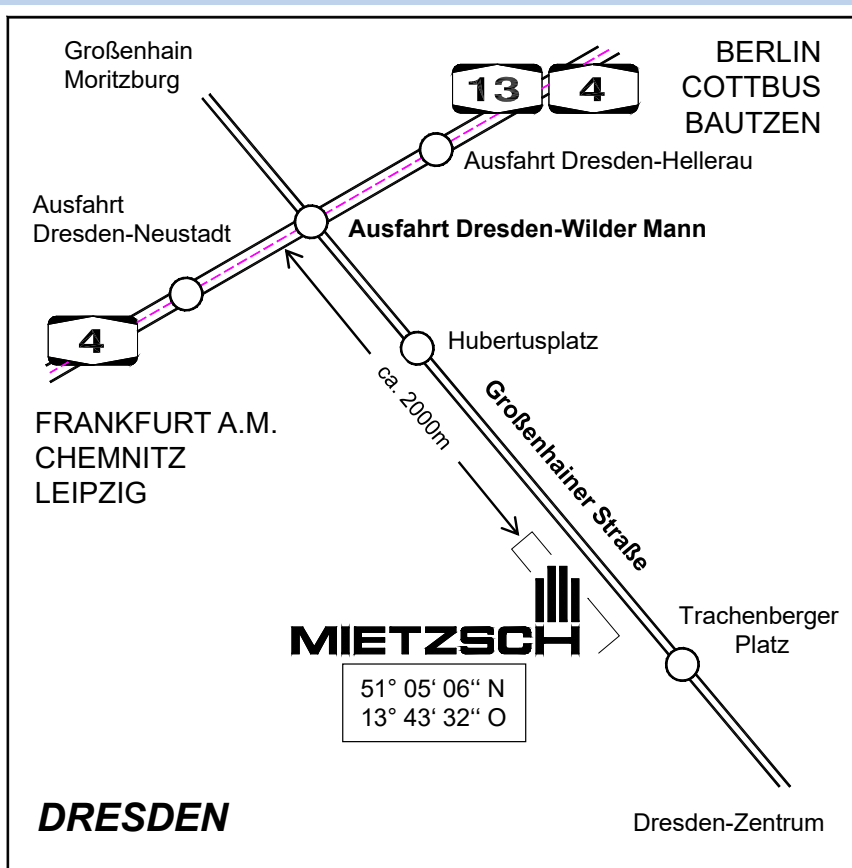 Großenhain
Moritzburg
BERLIN
COTTBUS
BAUTZEN
13
4
Ausfahrt Dresden-Hellerau
Ausfahrt
Dresden-Neustadt
Ausfahrt Dresden-Wilder Mann
4
Hubertusplatz
ca. 2000m
Großenhainer Straße
FRANKFURT A.M.
CHEMNITZ
LEIPZIG
MIETZSCH
51° 05‘ 06“ N
13° 43‘ 32“ O
Trachenberger
Platz
DRESDEN
Dresden-Zentrum